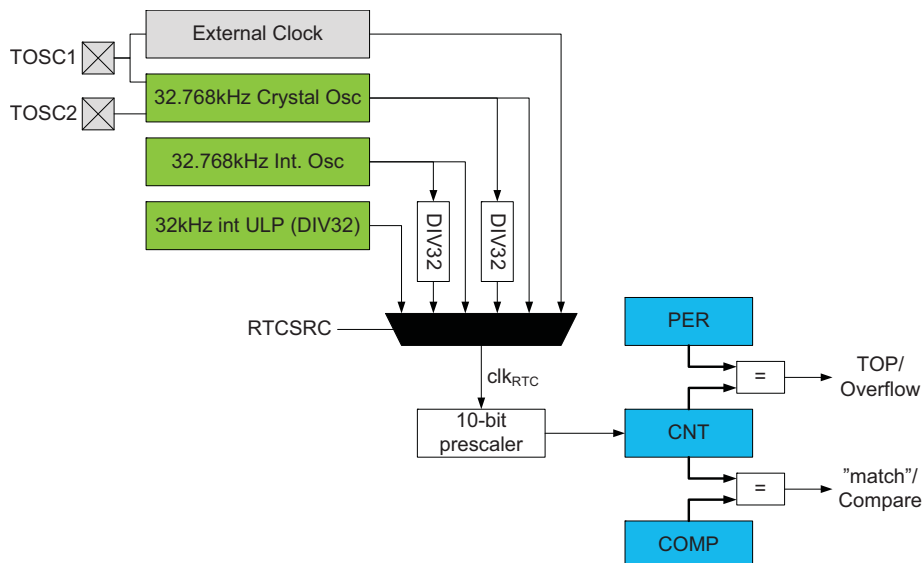 External Clock
TOSC1
32.768kHz Crystal Osc
TOSC2
32.768kHz Int. Osc
32kHz int ULP (DIV32)
DIV32
DIV32
RTCSRC
PER
clkRTC
=
TOP/
Overflow
10-bit
prescaler
CNT
=
"match"/
Compare
COMP